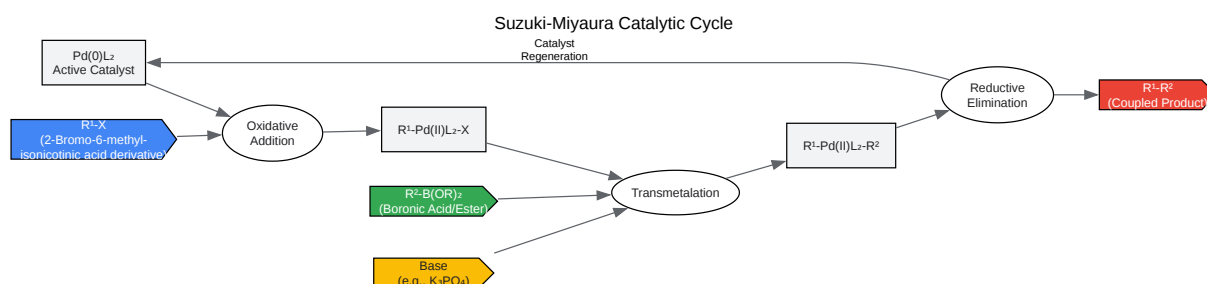 Suzuki-Miyaura Catalytic Cycle
Catalyst
Regeneration
Pd(0)L₂
Active Catalyst
R¹-X
(2-Bromo-6-methyl-
isonicotinic acid derivative)
Oxidative
Addition
R¹-Pd(II)L₂-X
R²-B(OR)₂
(Boronic Acid/Ester)
Base
(e.g., K₃PO₄)
Transmetalation
R¹-Pd(II)L₂-R²
Reductive
Elimination
R¹-R²
(Coupled Product)